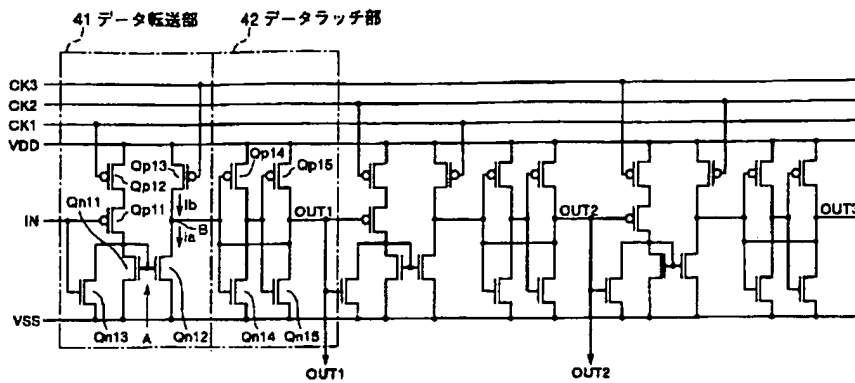 41 データ転送部
42 データラッチ部
CK3
CK2
CK1
VDD
Qp13
Qp12
Qp14
Qp15
Qp11
Ib
IN
B
OUT1
OUT2
OUT3
Qn11
ia
VSS
Qn13
A
Qn12
Qn14
Qn15
OUT1
OUT2